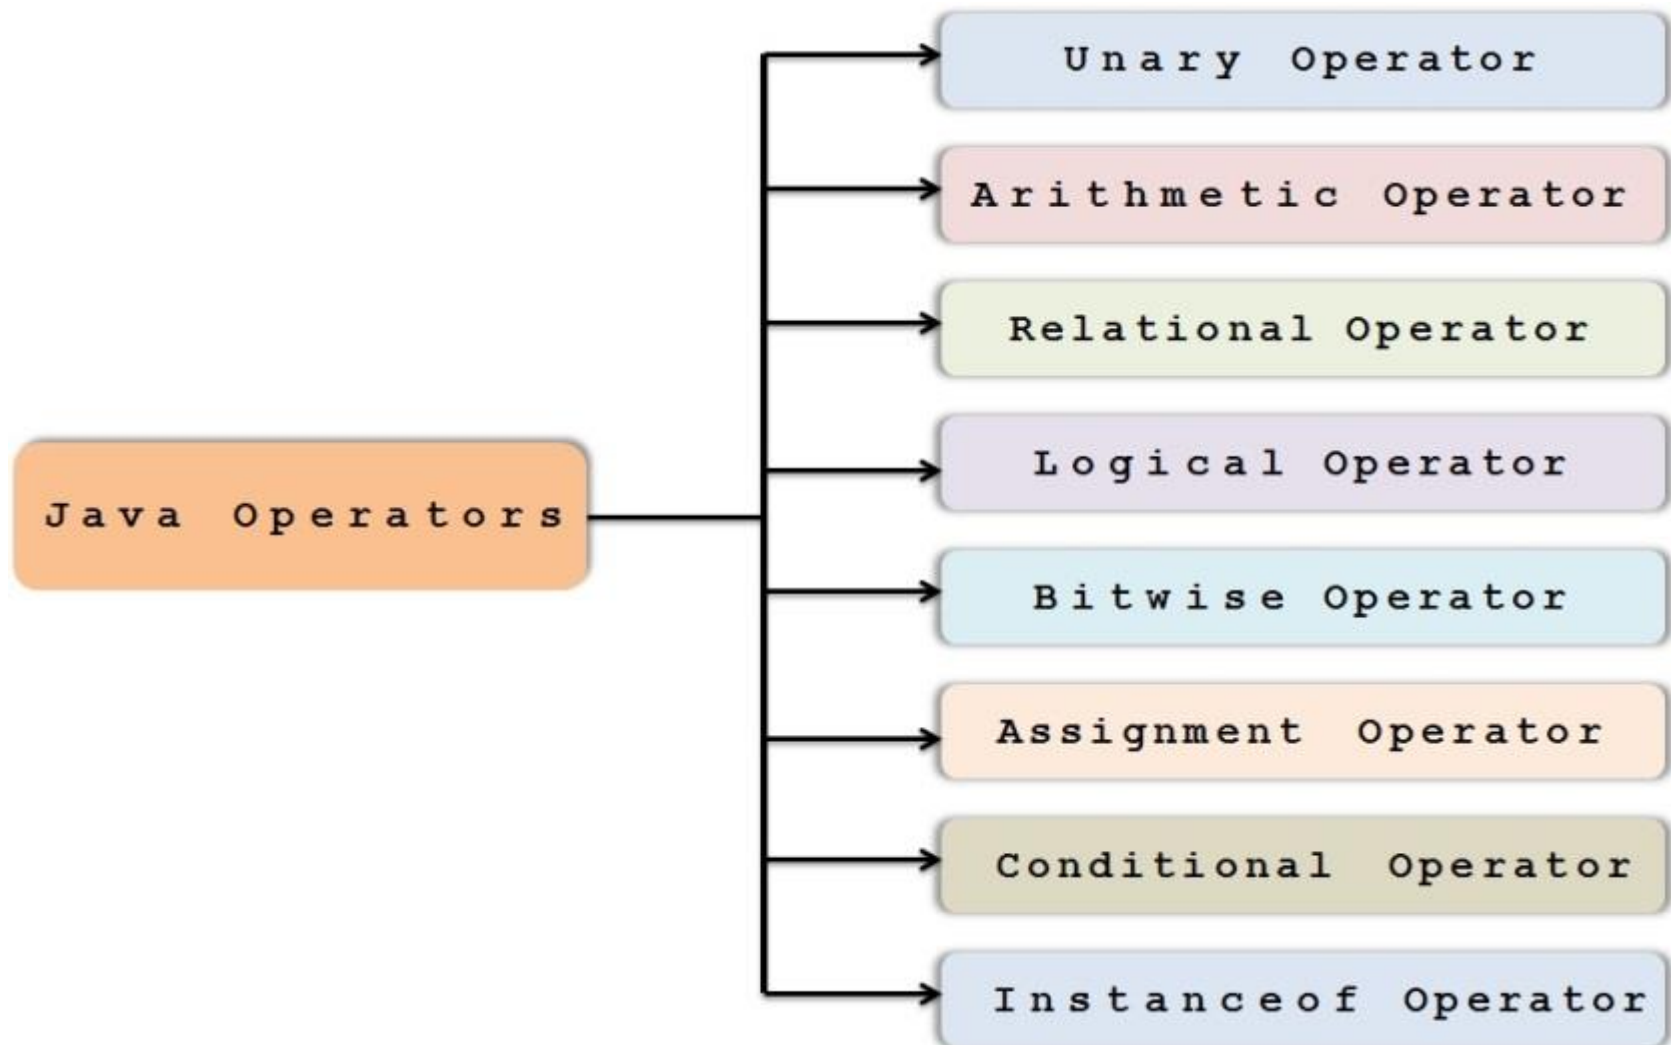 Java Operators
Unary Operator
Arithmetic Operator
Relational Operator
Logical Operator
Bitwise Operator
Assignment Operator
Conditional Operator
Instanceof Operator